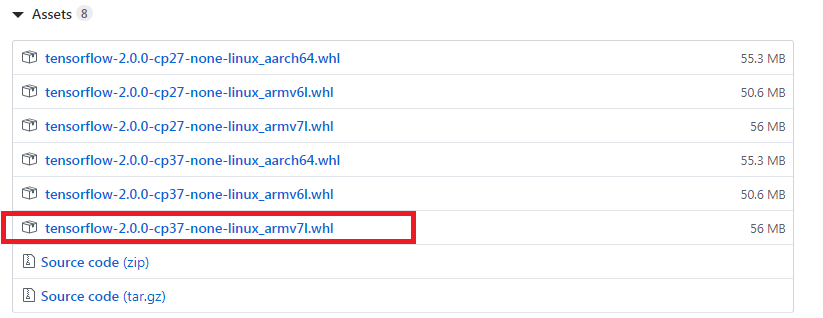 Assets 8
tensorflow-2.0.0-cp27-none-linux_aarch64.whl 55.3 MB
tensorflow-2.0.0-cp27-none-linux_armv6l.whl 50.6 MB
tensorflow-2.0.0-cp27-none-linux_armv7l.whl 56 MB
tensorflow-2.0.0-cp37-none-linux_aarch64.whl 55.3 MB
tensorflow-2.0.0-cp37-none-linux_armv6l.whl 50.6 MB
tensorflow-2.0.0-cp37-none-linux_armv7l.whl 56 MB
Source code (zip)
Source code (tar.gz)